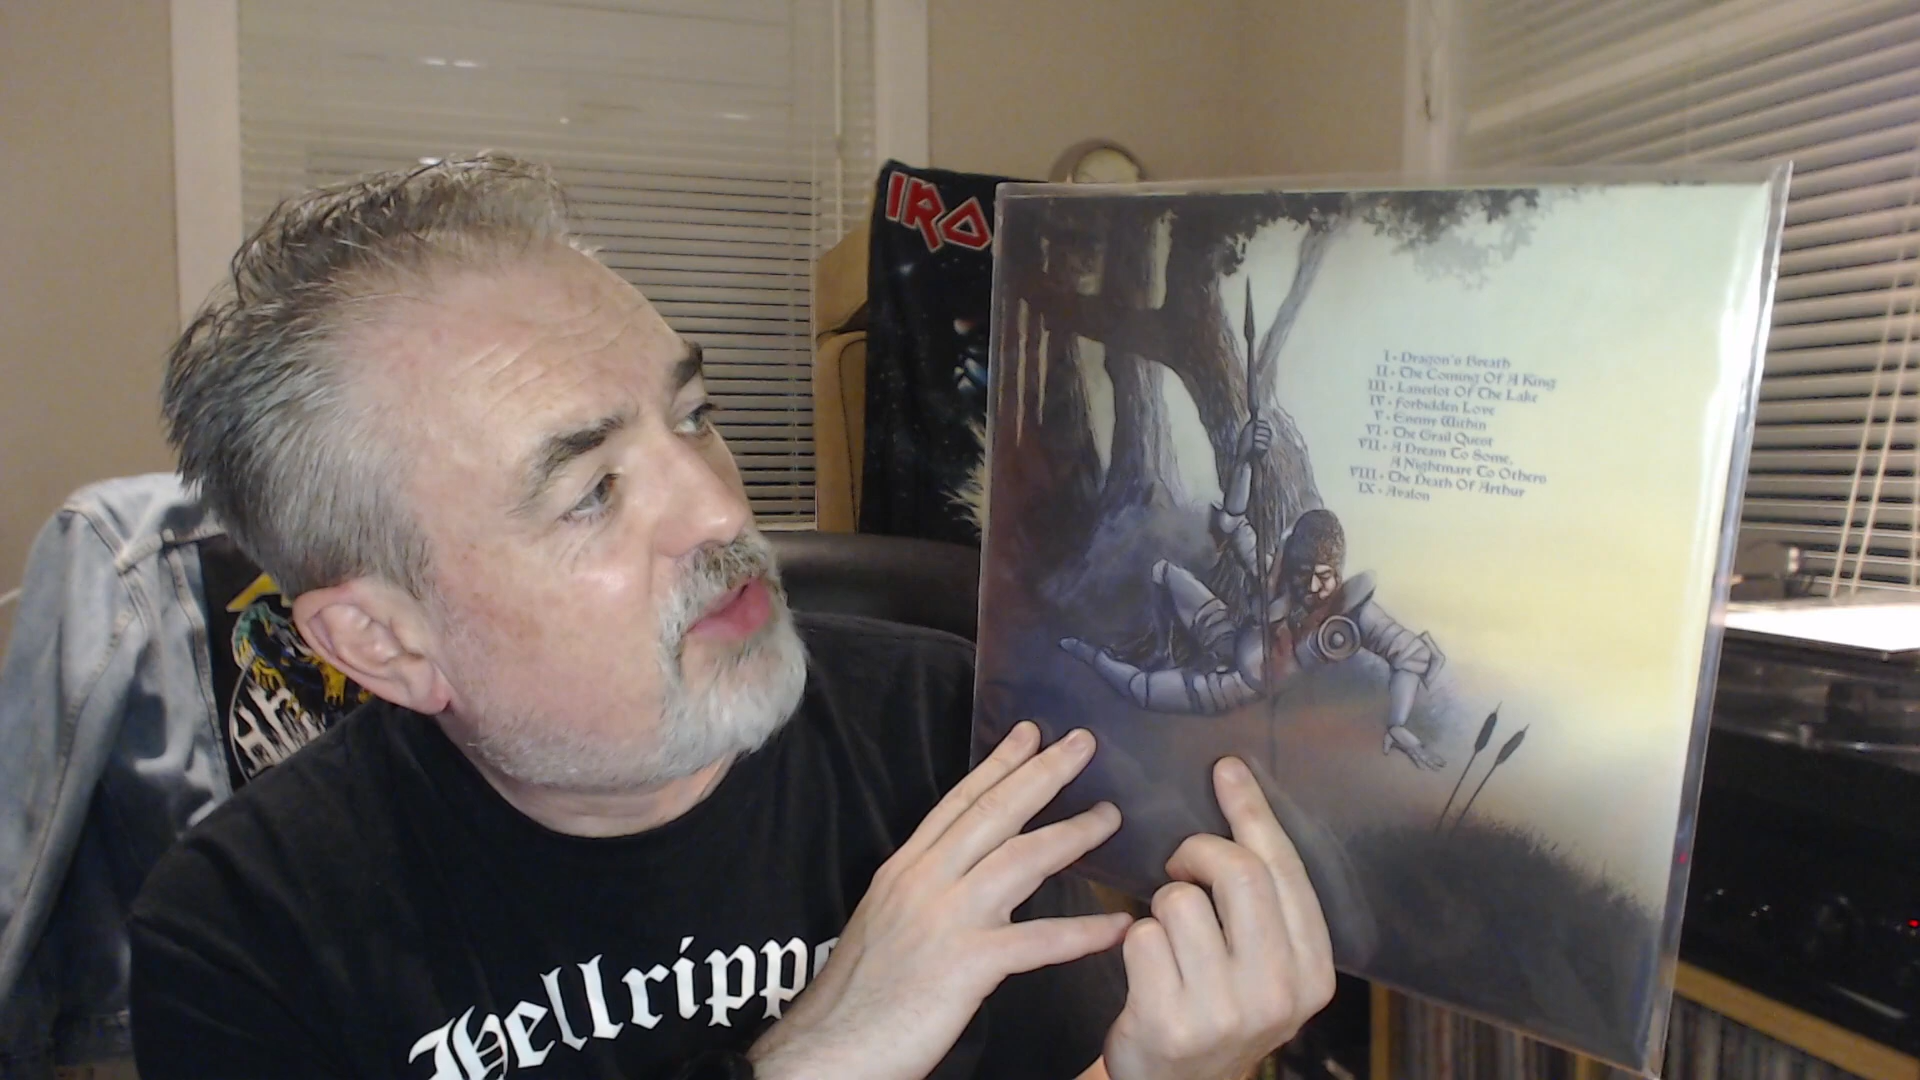 IRO
I • Dragon's Breath
II • The Coming Of A King
III • Lancelot Of The Lake
IV • Forbidden Love
V • Enemy Within
VI • The Grail Quest
VII • A Dream To Some,
A Nightmare To Others
VIII • The Death Of Arthur
IX • Avalon
Hellrippe